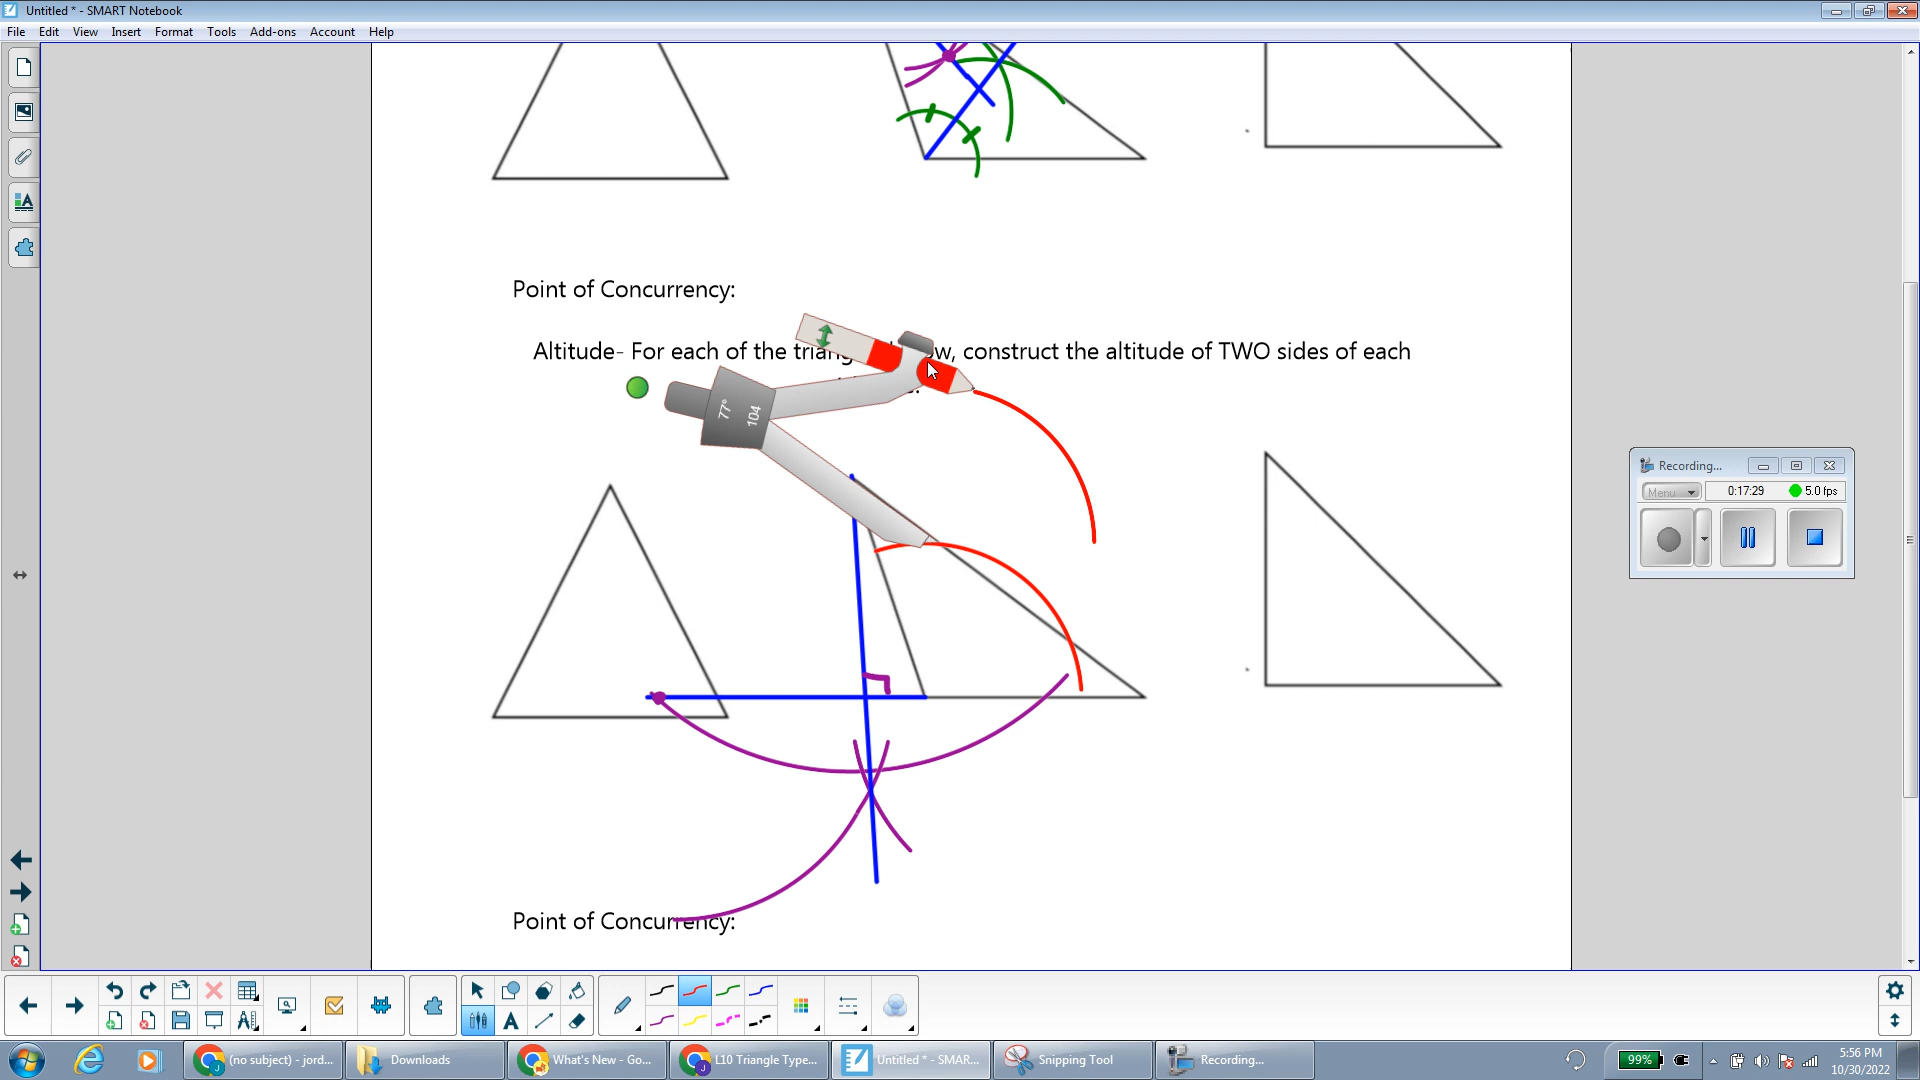 Untitled * - SMART Notebook
File Edit View Insert Format Tools Add-ons Account Help
Point of Concurrency:
Altitude- For each of the construct the altitude of TWO sides of each
77°
104
Recording...
Menu
0:17:29
5.0 fps
Point of Concurrency:
(no subject) - jord...
Downloads
What's New - Go...
L10 Triangle Type...
Untitled * - SMAR...
Snipping Tool
Recording...
99%
5:56 PM
10/30/2022